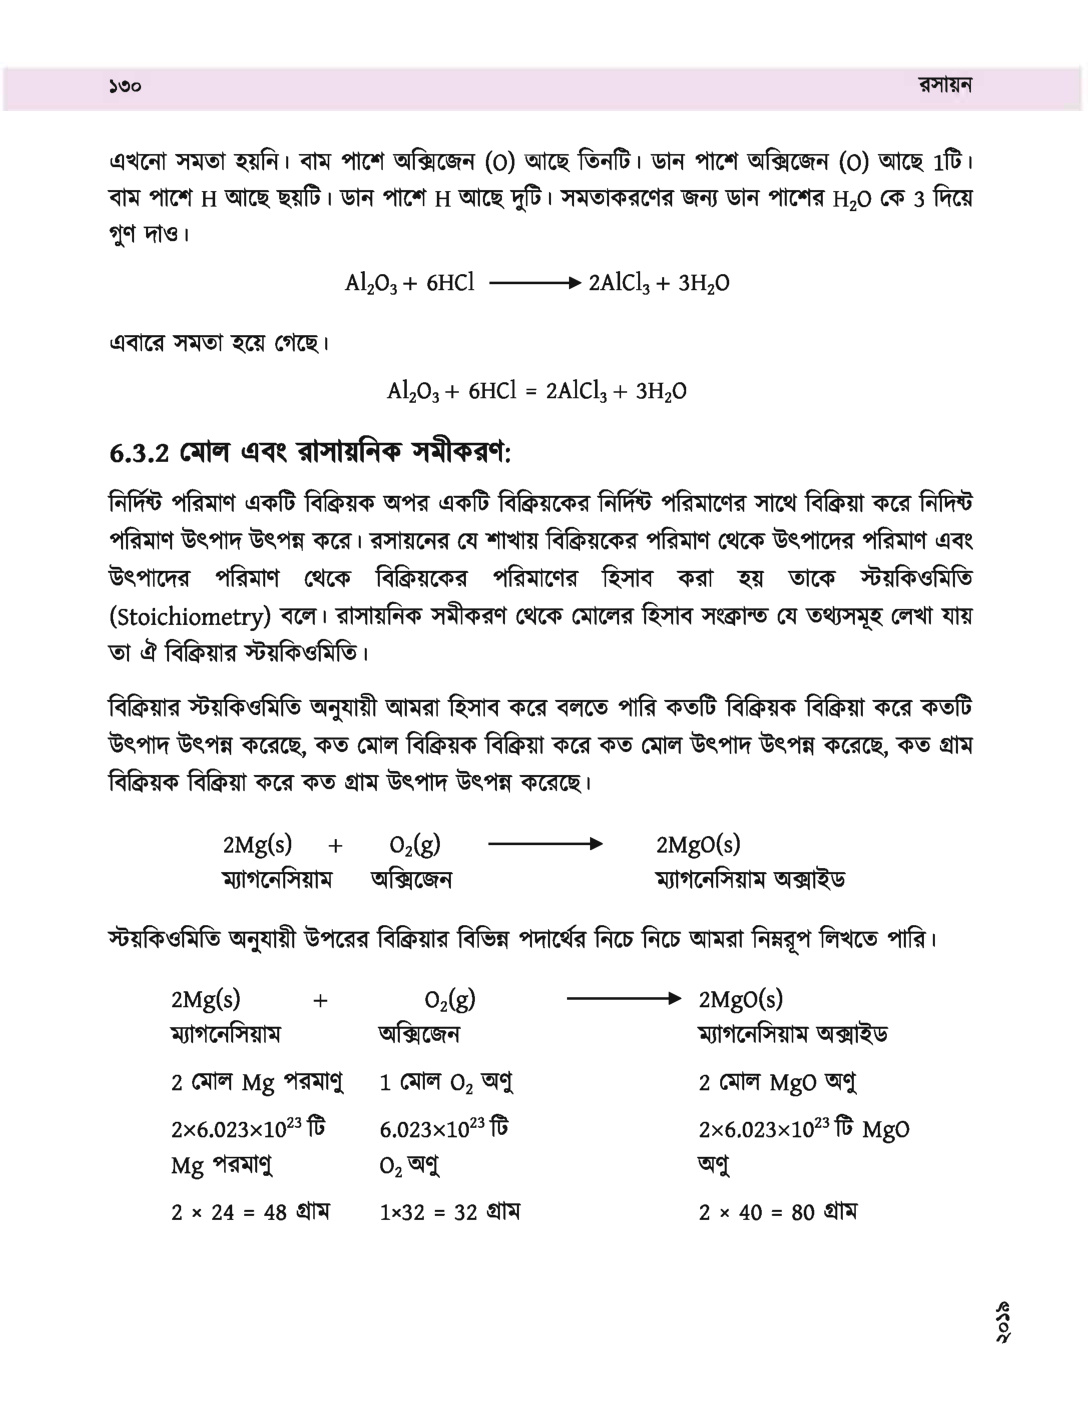 ১৩০ রসায়ন
এখনো সমতা হয়নি। বাম পাশে অক্সিজেন (O) আছে তিনটি। ডান পাশে অক্সিজেন (O) আছে 1টি।
বাম পাশে H আছে ছয়টি। ডান পাশে H আছে দুটি। সমতাকরণের জন্য ডান পাশের H₂O কে 3 দিয়ে
গুণ দাও।
Al₂O₃ + 6HCl ⟶ 2AlCl₃ + 3H₂O
এবারে সমতা হয়ে গেছে।
Al₂O₃ + 6HCl = 2AlCl₃ + 3H₂O
6.3.2 মোল এবং রাসায়নিক সমীকরণ:
নির্দিষ্ট পরিমাণ একটি বিক্রিয়ক অপর একটি বিক্রিয়কের নির্দিষ্ট পরিমাণের সাথে বিক্রিয়া করে নিদিষ্ট
পরিমাণ উৎপাদ উৎপন্ন করে। রসায়নের যে শাখায় বিক্রিয়কের পরিমাণ থেকে উৎপাদের পরিমাণ এবং
উৎপাদের পরিমাণ থেকে বিক্রিয়কের পরিমাণের হিসাব করা হয় তাকে স্টয়কিওমিতি
(Stoichiometry) বলে। রাসায়নিক সমীকরণ থেকে মোলের হিসাব সংক্রান্ত যে তথ্যসমূহ লেখা যায়
তা ঐ বিক্রিয়ার স্টয়কিওমিতি।
বিক্রিয়ার স্টয়কিওমিতি অনুযায়ী আমরা হিসাব করে বলতে পারি কতটি বিক্রিয়ক বিক্রিয়া করে কতটি
উৎপাদ উৎপন্ন করেছে, কত মোল বিক্রিয়ক বিক্রিয়া করে কত মোল উৎপাদ উৎপন্ন করেছে, কত গ্রাম
বিক্রিয়ক বিক্রিয়া করে কত গ্রাম উৎপাদ উৎপন্ন করেছে।
2Mg(s) + O₂(g) ⟶ 2MgO(s)
ম্যাগনেসিয়াম অক্সিজেন ম্যাগনেসিয়াম অক্সাইড
স্টয়কিওমিতি অনুযায়ী উপরের বিক্রিয়ার বিভিন্ন পদার্থের নিচে নিচে আমরা নিম্নরূপ লিখতে পারি।
2Mg(s) + O₂(g) ⟶ 2MgO(s)
ম্যাগনেসিয়াম অক্সিজেন ম্যাগনেসিয়াম অক্সাইড
2 মোল Mg পরমাণু 1 মোল O₂ অণু 2 মোল MgO অণু
2×6.023×10²³ টি 6.023×10²³ টি 2×6.023×10²³ টি MgO
Mg পরমাণু O₂ অণু অণু
2 × 24 = 48 গ্রাম 1×32 = 32 গ্রাম 2 × 40 = 80 গ্রাম
২০১৯